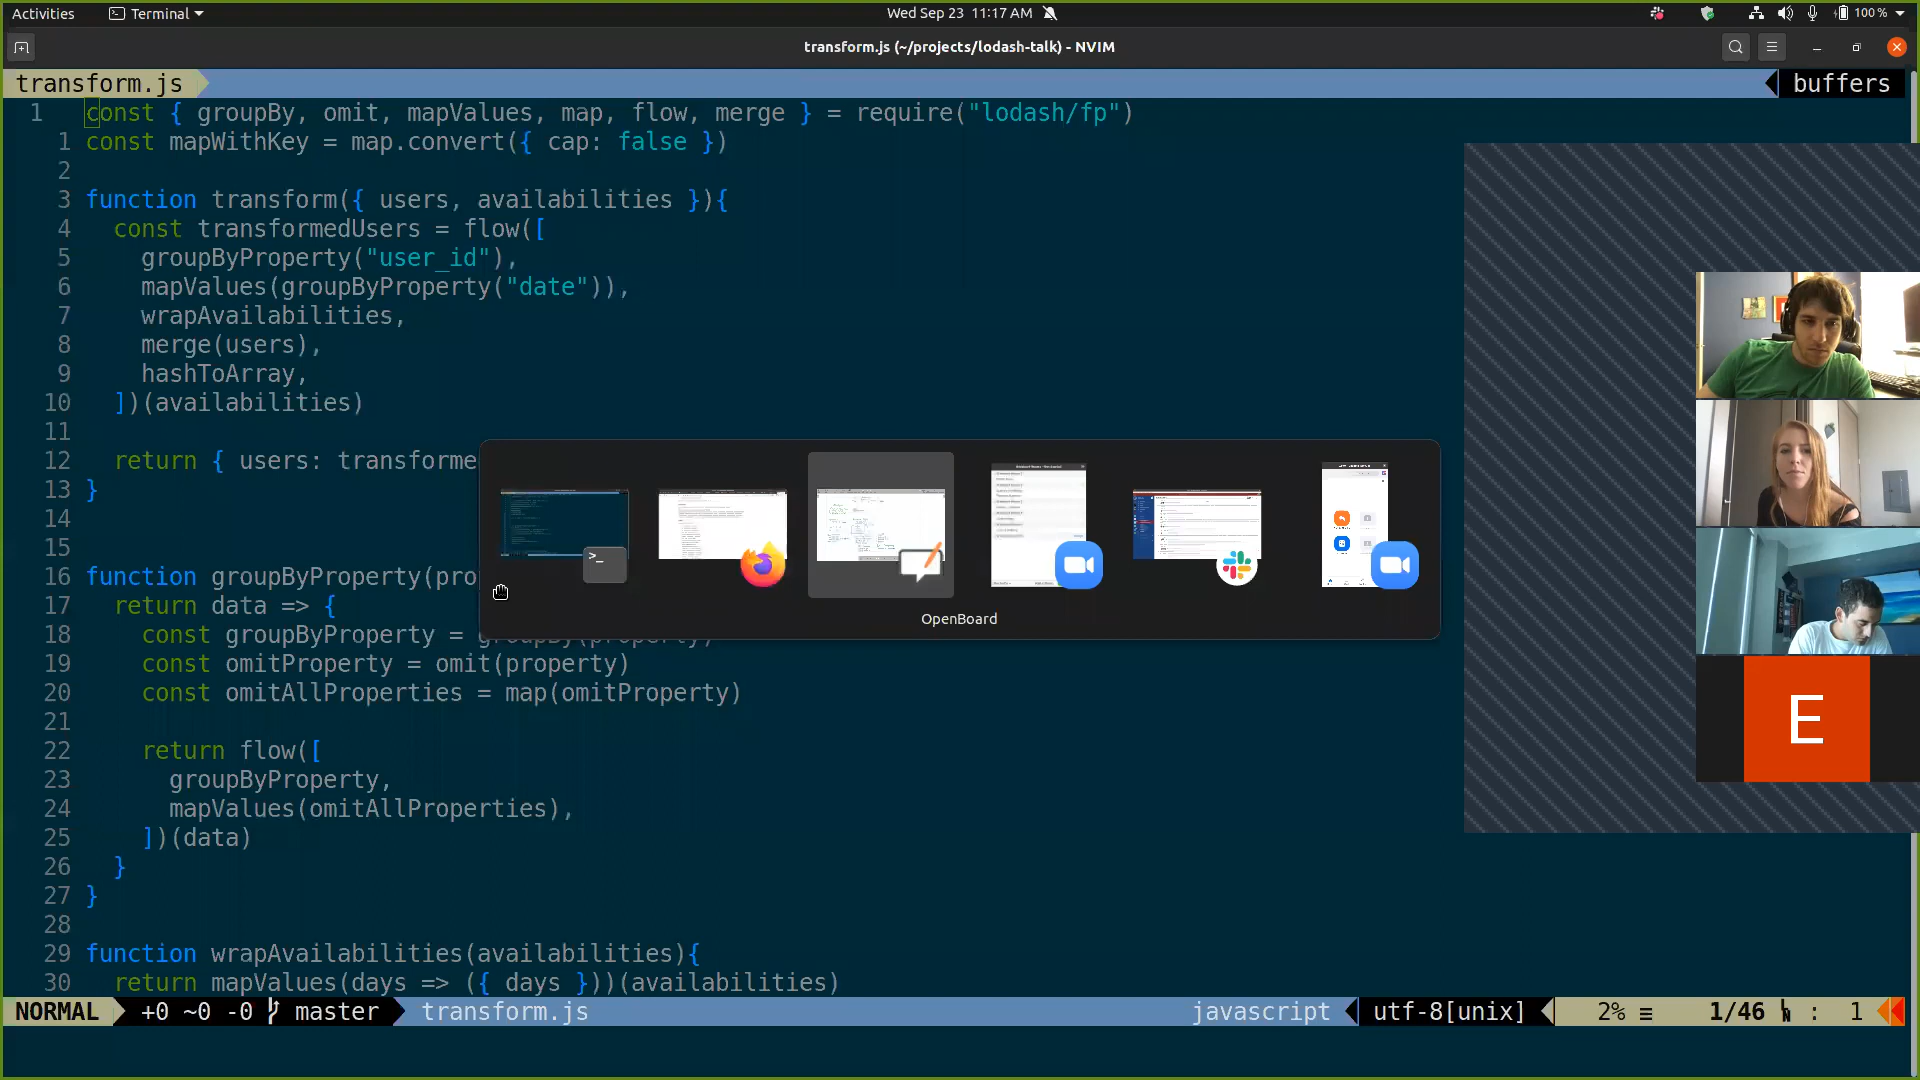 Activities
Terminal
Wed Sep 23 11:17 AM
100 %
transform.js (~/projects/lodash-talk) - NVIM
transform.js
buffers
1 const { groupBy, omit, mapValues, map, flow, merge } = require("lodash/fp")
1 const mapWithKey = map.convert({ cap: false })
2
3 function transform({ users, availabilities }){
4 const transformedUsers = flow([
5 groupByProperty("user_id"),
6 mapValues(groupByProperty("date")),
7 wrapAvailabilities,
8 merge(users),
9 hashToArray,
10 ])(availabilities)
11
12 return { users: transforme
13 }
14
15
16 function groupByProperty(pro
17 return data => {
18 const groupByProperty = groupBy(property)
19 const omitProperty = omit(property)
20 const omitAllProperties = map(omitProperty)
21
22 return flow([
23 groupByProperty,
24 mapValues(omitAllProperties),
25 ])(data)
26 }
27 }
28
29 function wrapAvailabilities(availabilities){
30 return mapValues(days => ({ days }))(availabilities)
>_
OpenBoard
E
NORMAL +0 ~0 -0 master transform.js javascript utf-8[unix] 2% ≡ 1/46 : 1